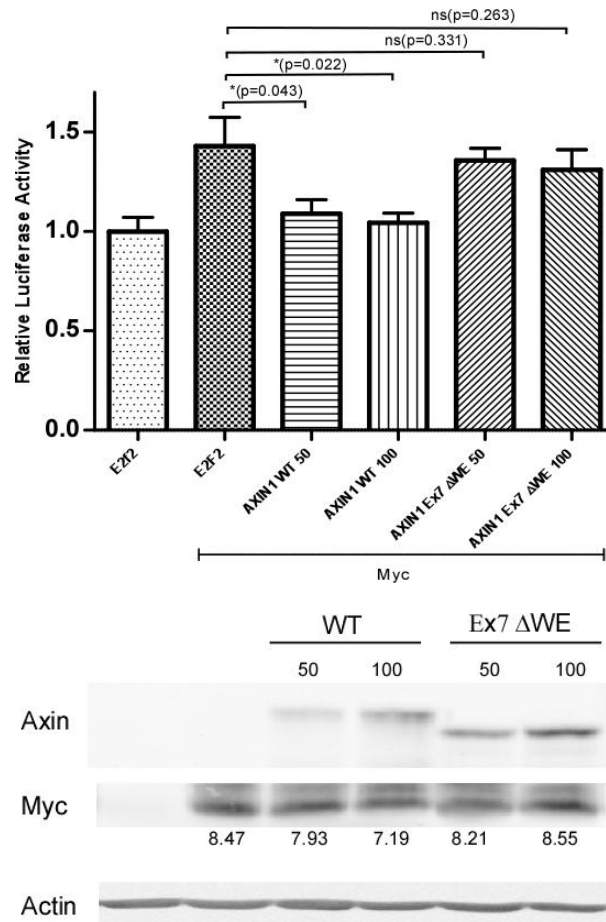 ns(p=0.263)
ns(p=0.331)
*(p=0.022)
*(p=0.043)
Relative Luciferase Activity
1.5
1.0
0.5
0.0
E2f2
E2F2
AXIN1 WT 50
AXIN1 WT 100
AXIN1 Ex7 ΔWE 50
AXIN1 Ex7 ΔWE 100
Myc
WT Ex7 ΔWE
50 100 50 100
Axin
Myc
8.47 7.93 7.19 8.21 8.55
Actin